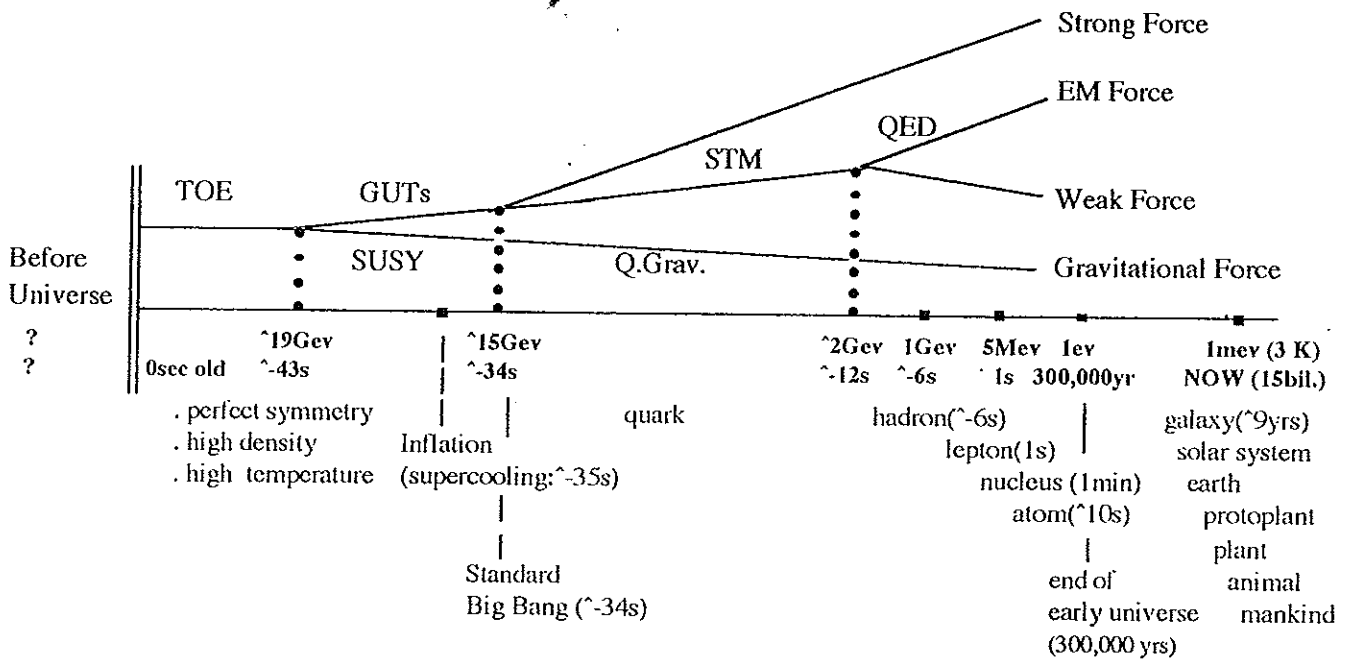 Strong Force
EM Force
QED
STM
TOE
GUTs
Weak Force
Before
Universe
SUSY
Q.Grav.
Gravitational Force
?
^19Gev
^15Gev
^2Gev
1Gev
5Mev
1ev
1mev (3 K)
?
0sec old
^-43s
^-34s
^-12s
^-6s
1s
300,000yr
NOW (15bil.)
. perfect symmetry
. high density
. high temperature
Inflation
(supercooling:^-35s)
quark
Standard
Big Bang (^-34s)
hadron(^-6s)
lepton(1s)
nucleus (1min)
atom(^10s)
end of
early universe
(300,000 yrs)
galaxy(^9yrs)
solar system
earth
protoplant
plant
animal
mankind